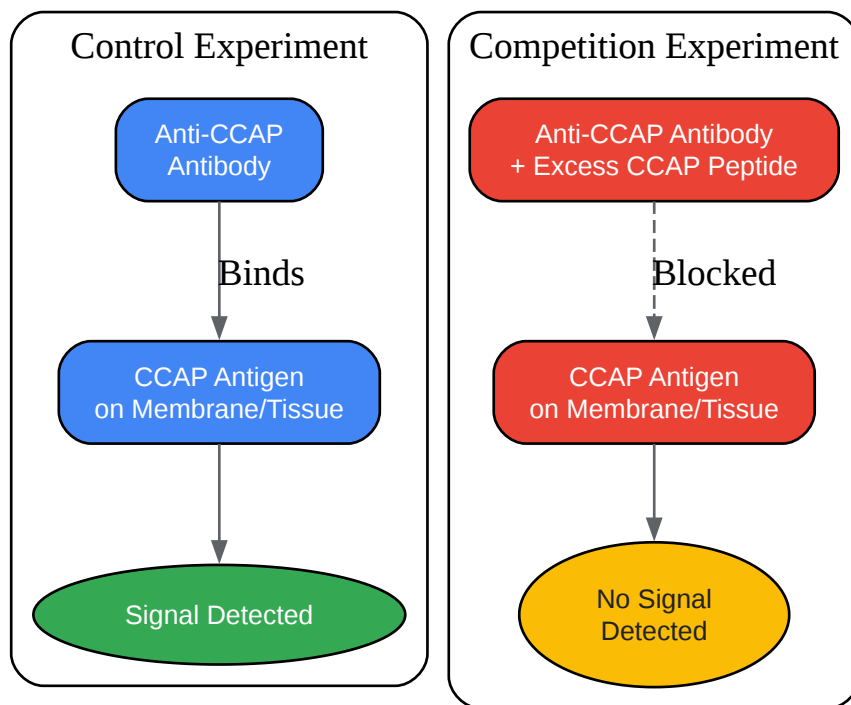 Control Experiment
Anti-CCAP
Antibody
Binds
CCAP Antigen
on Membrane/Tissue
Signal Detected
Competition Experiment
Anti-CCAP Antibody
+ Excess CCAP Peptide
Blocked
CCAP Antigen
on Membrane/Tissue
No Signal
Detected